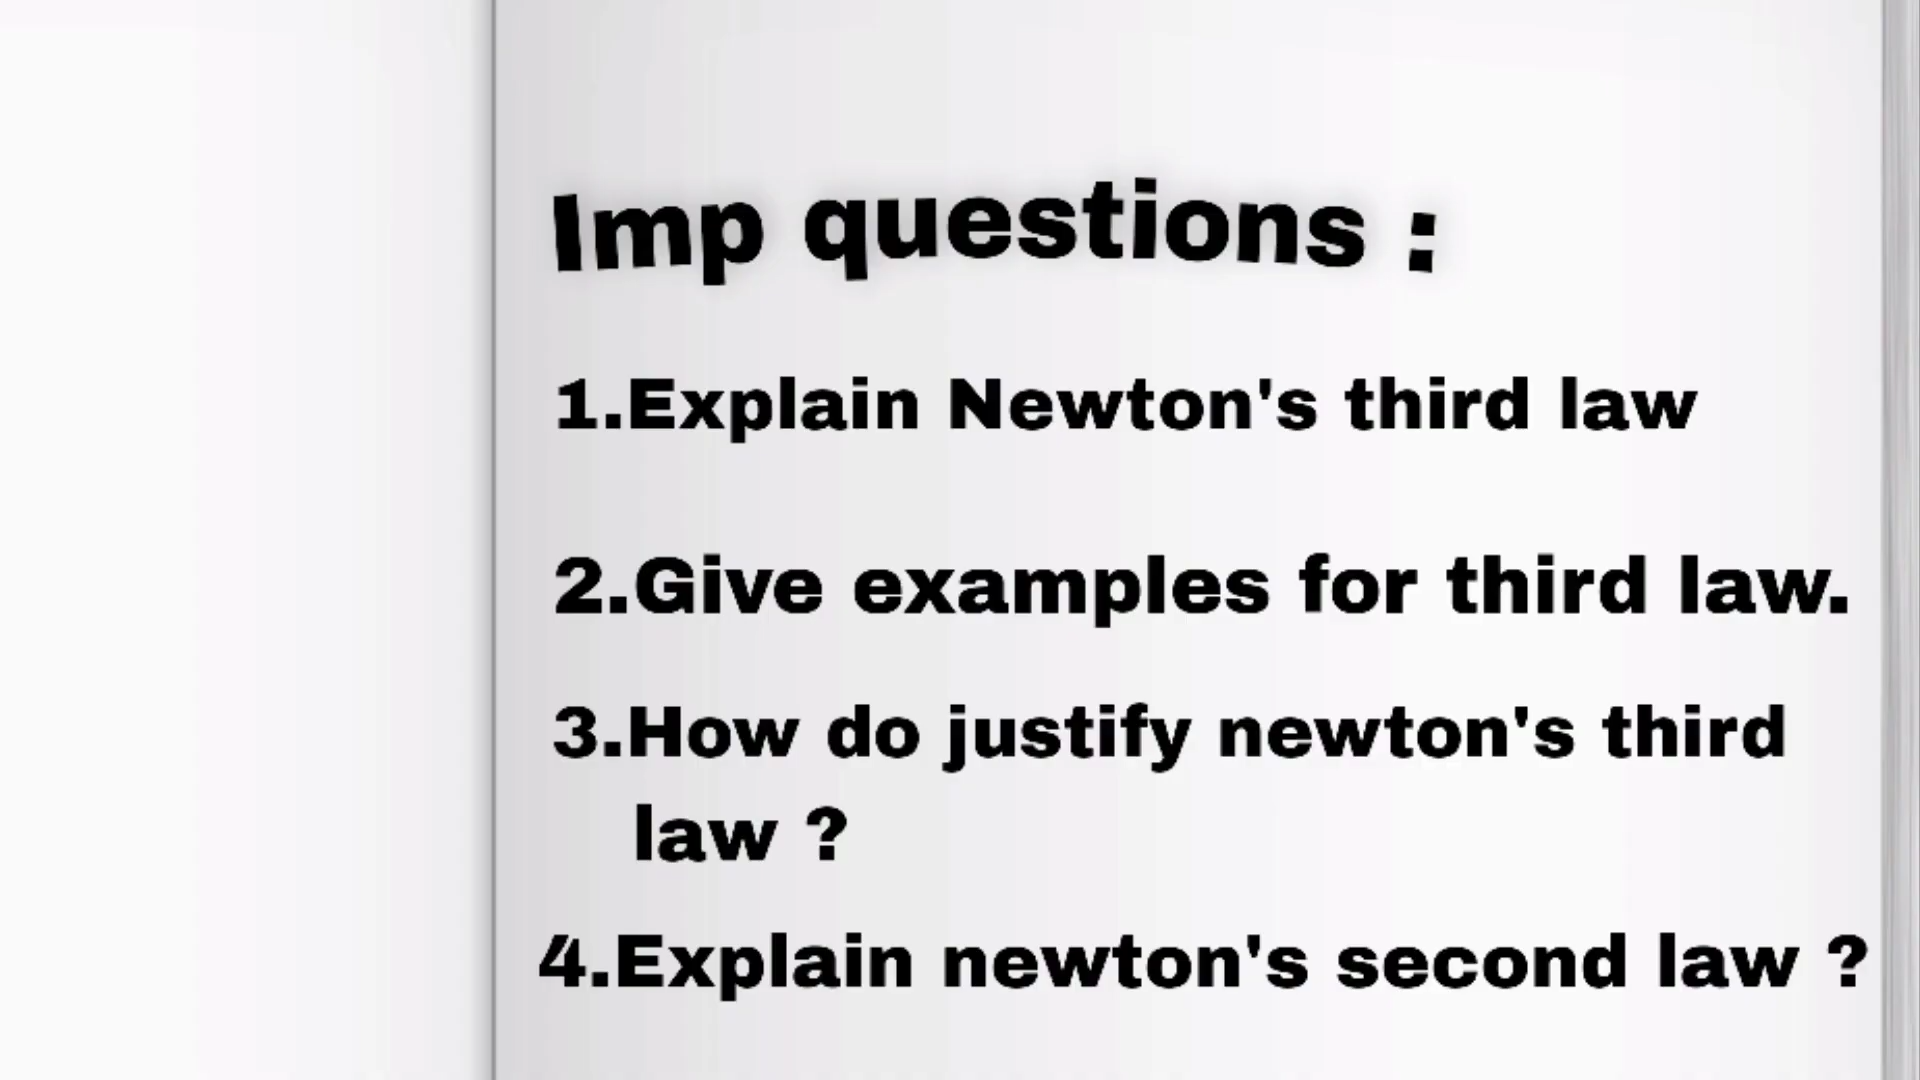 Imp questions :
1.Explain Newton's third law
2.Give examples for third law.
3.How do justify newton's third
law ?
4.Explain newton's second law ?